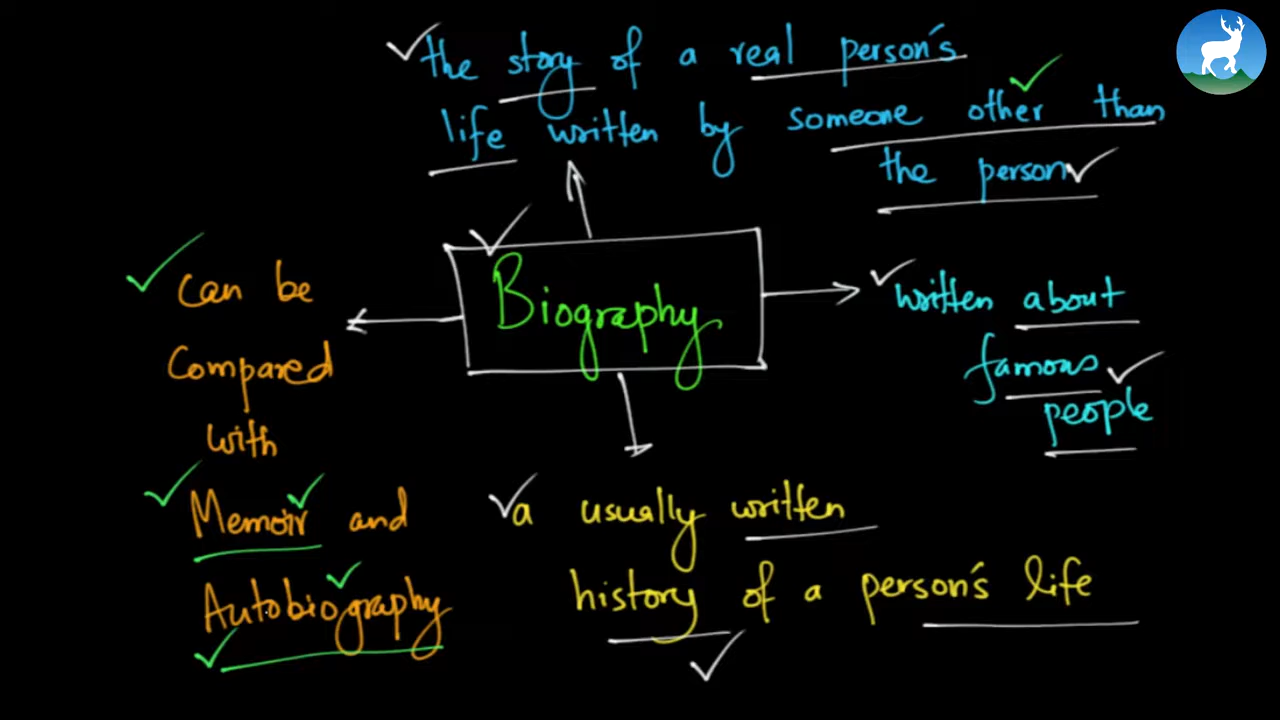 the story of a real person's
life written by someone other than
the person
Biography
written about
famous
people
can be
Compared
with
Memoir and
Autobiography
a usually written
history of a person's life